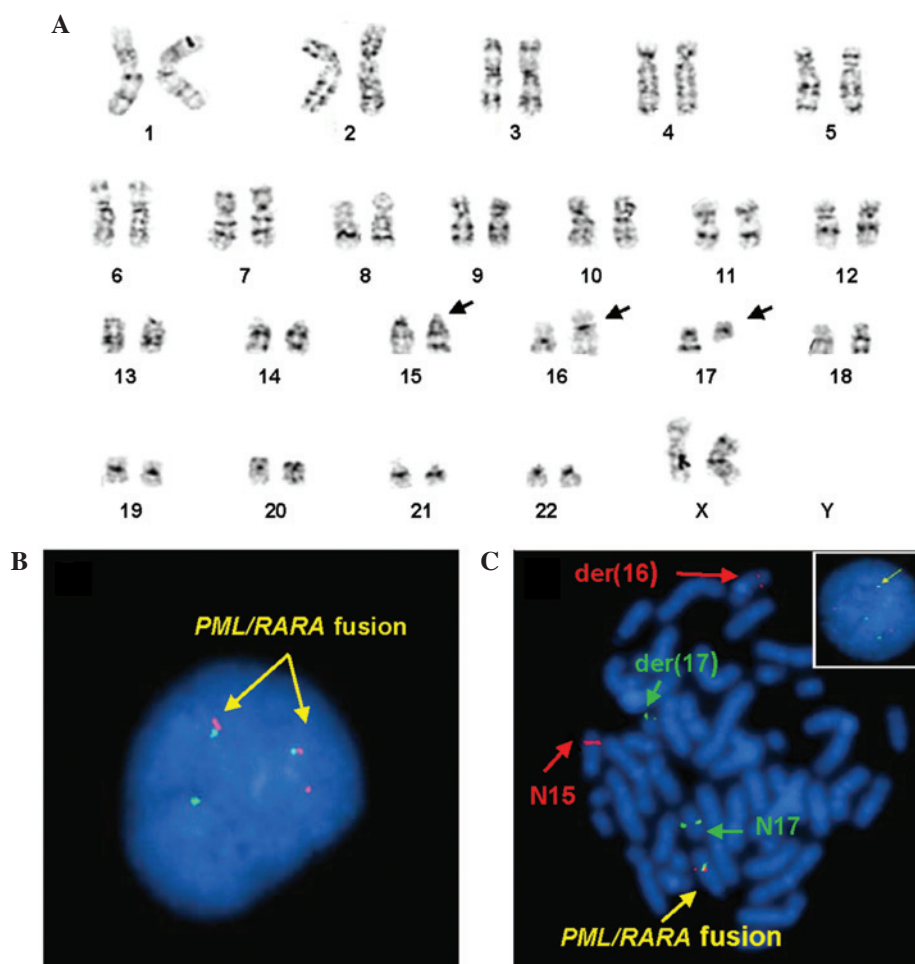 A
1 2 3 4 5
6 7 8 9 10 11 12
13 14 15 16 17 18
19 20 21 22 X Y
B
PML/RARA fusion
C
der(16)
der(17)
N15
N17
PML/RARA fusion